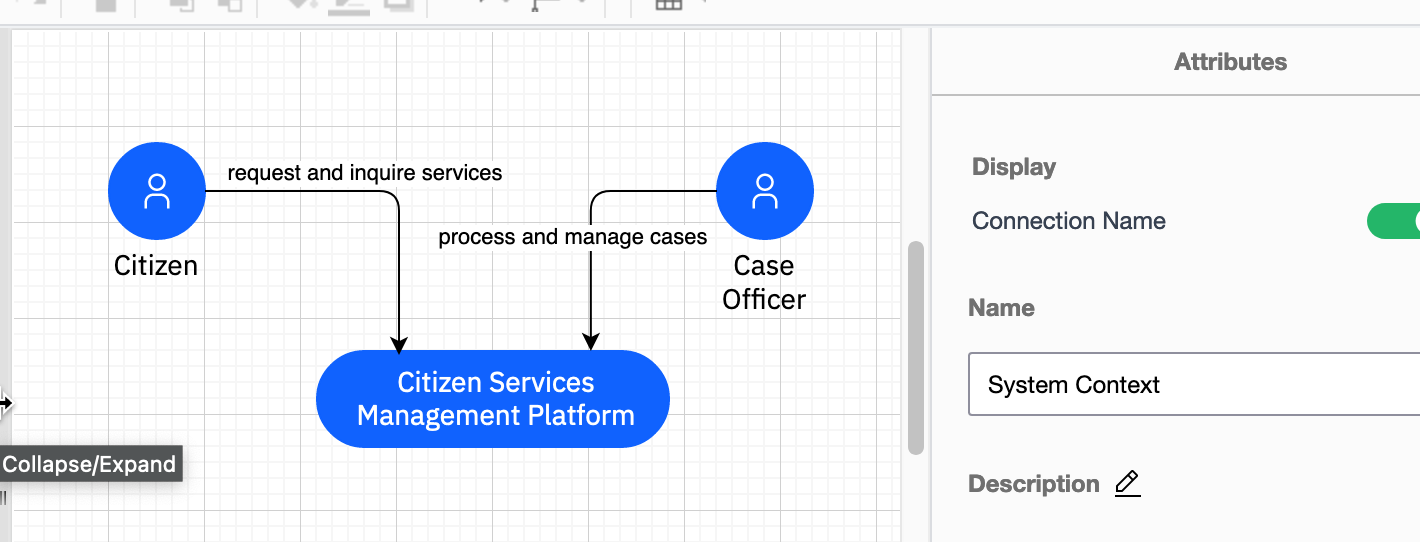 Attributes
request and inquire services
process and manage cases
Citizen
Case
Officer
Citizen Services
Management Platform
Collapse/Expand
Display
Connection Name
Name
System Context
Description